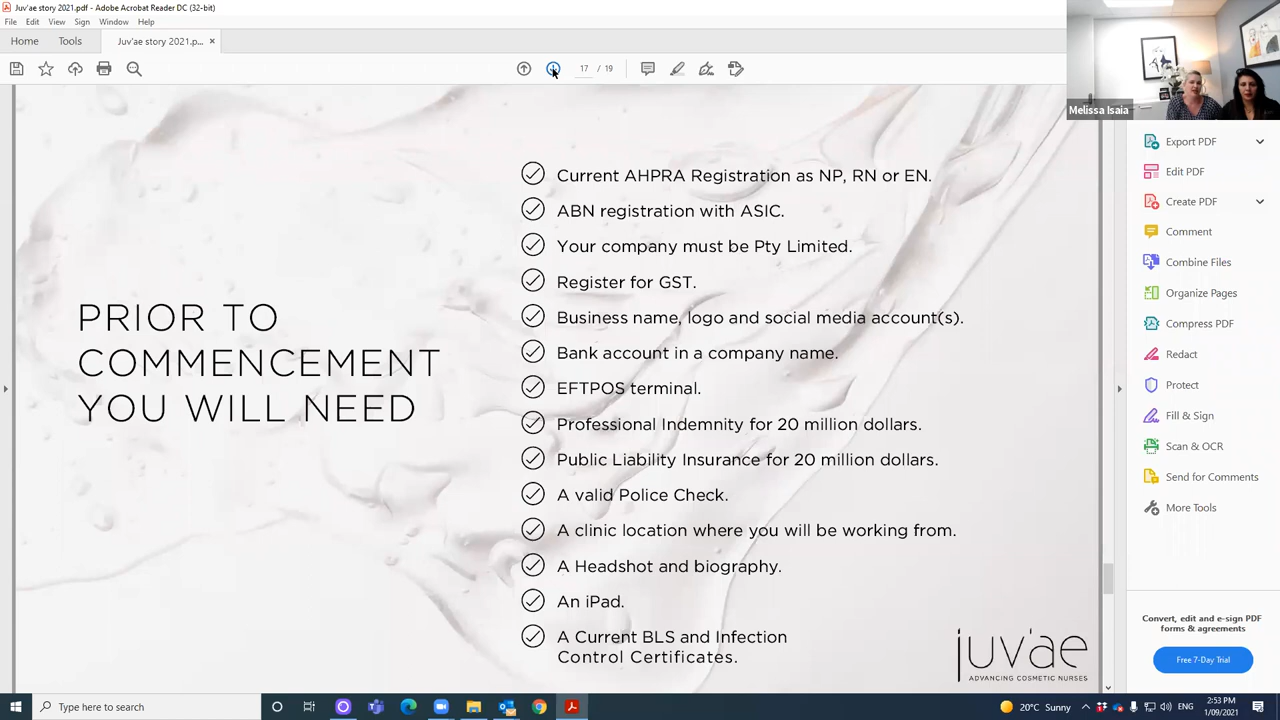 Juv'ae story 2021.pdf - Adobe Acrobat Reader DC (32-bit)
File Edit View Sign Window Help
Home Tools Juv'ae story 2021.p... ×
17 / 19
Melissa Isaia
PRIOR TO
COMMENCEMENT
YOU WILL NEED
Current AHPRA Registration as NP, RN or EN.
ABN registration with ASIC.
Your company must be Pty Limited.
Register for GST.
Business name, logo and social media account(s).
Bank account in a company name.
EFTPOS terminal.
Professional Indemnity for 20 million dollars.
Public Liability Insurance for 20 million dollars.
A valid Police Check.
A clinic location where you will be working from.
A Headshot and biography.
An iPad.
A Current BLS and Infection
Control Certificates.
juv'ae
ADVANCING COSMETIC NURSES
Export PDF
Edit PDF
Create PDF
Comment
Combine Files
Organize Pages
Compress PDF
Redact
Protect
Fill & Sign
Scan & OCR
Send for Comments
More Tools
Convert, edit and e-sign PDF
forms & agreements
Free 7-Day Trial
Type here to search
20°C Sunny
ENG
2:53 PM
1/09/2021